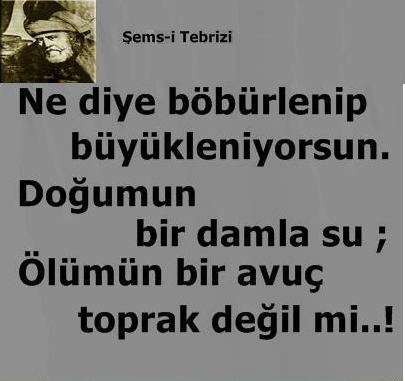 Şems-i Tebrizi
Ne diye böbürlenip
büyükleniyorsun.
Doğumun
bir damla su ;
Ölümün bir avuç
toprak değil mi..!